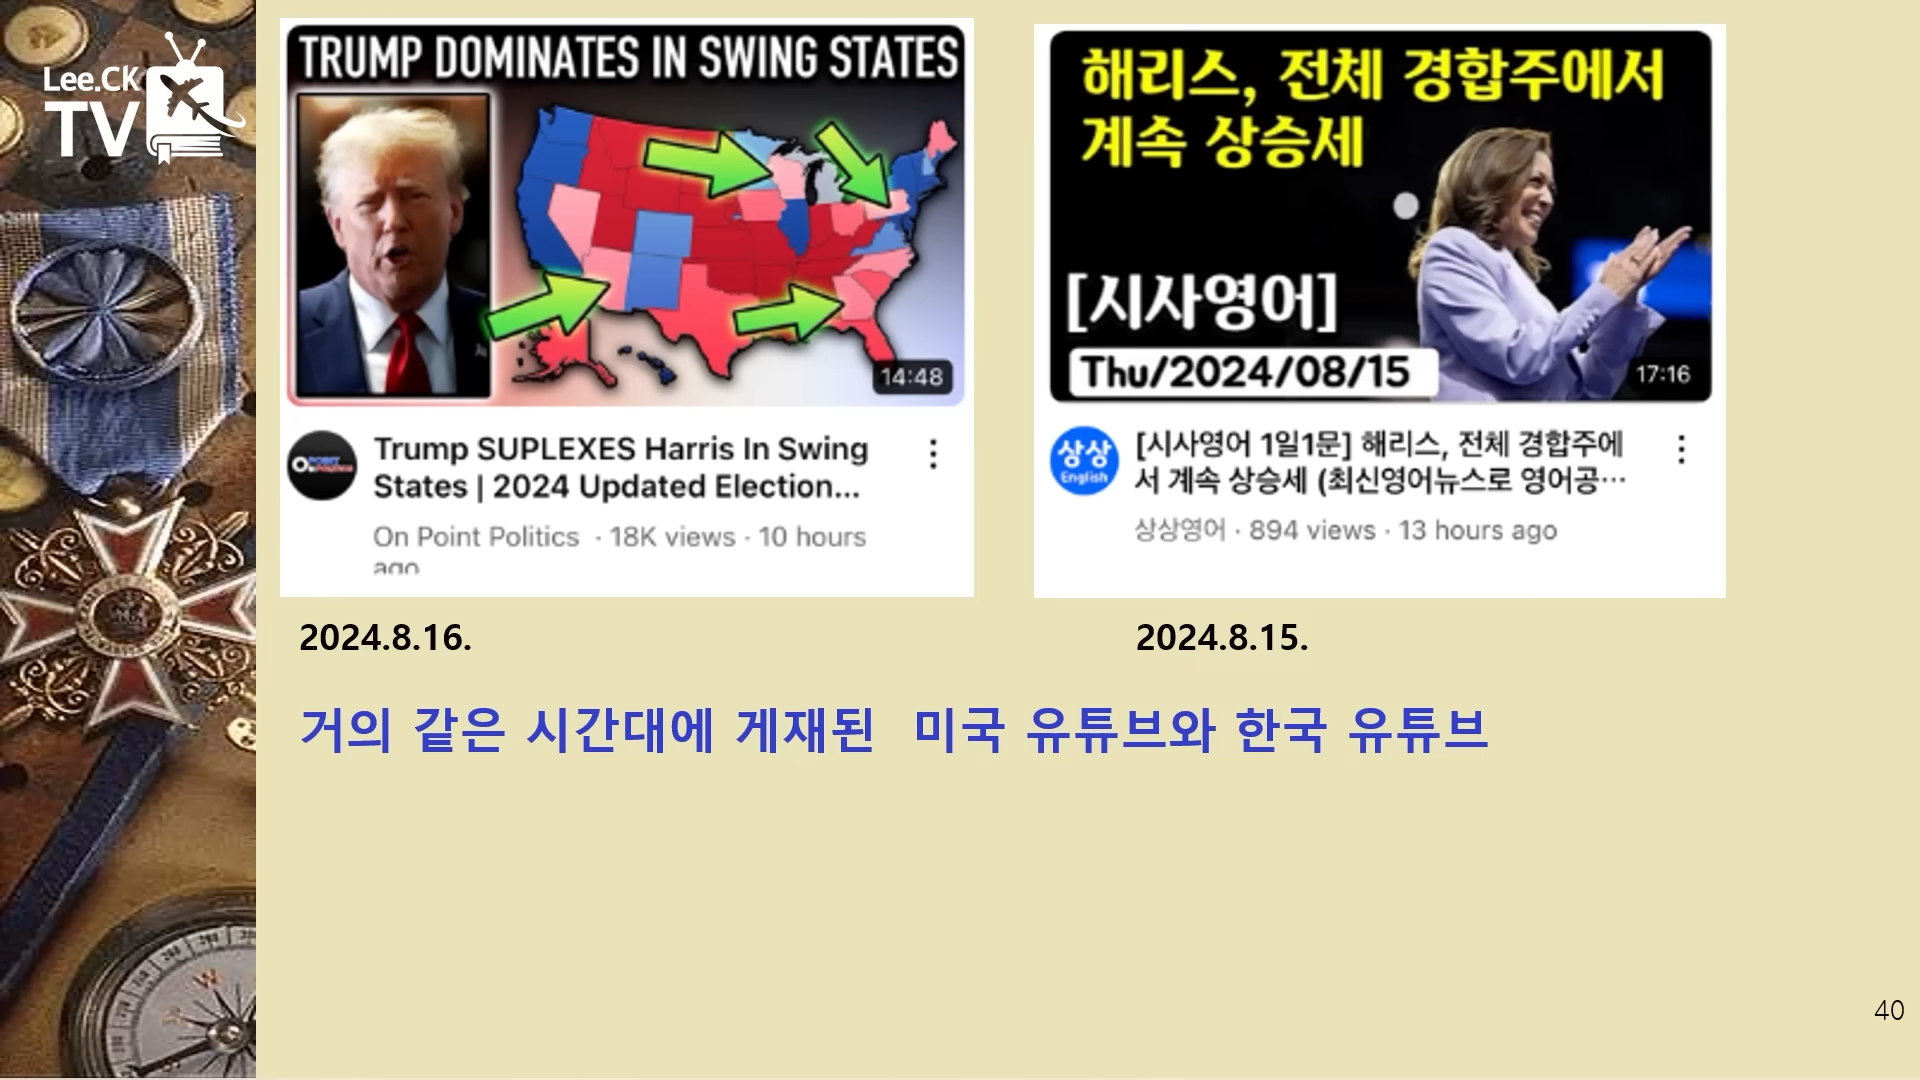 Lee.CK
TV
TRUMP DOMINATES IN SWING STATES
14:48
Trump SUPLEXES Harris In Swing
States | 2024 Updated Election...
On Point Politics · 18K views · 10 hours
ago
해리스, 전체 경합주에서
계속 상승세
[시사영어]
Thu/2024/08/15
17:16
상상
English
[시사영어 1일1문] 해리스, 전체 경합주에
서 계속 상승세 (최신영어뉴스로 영어공…
상상영어 · 894 views · 13 hours ago
2024.8.16.
2024.8.15.
거의 같은 시간대에 게재된 미국 유튜브와 한국 유튜브
40